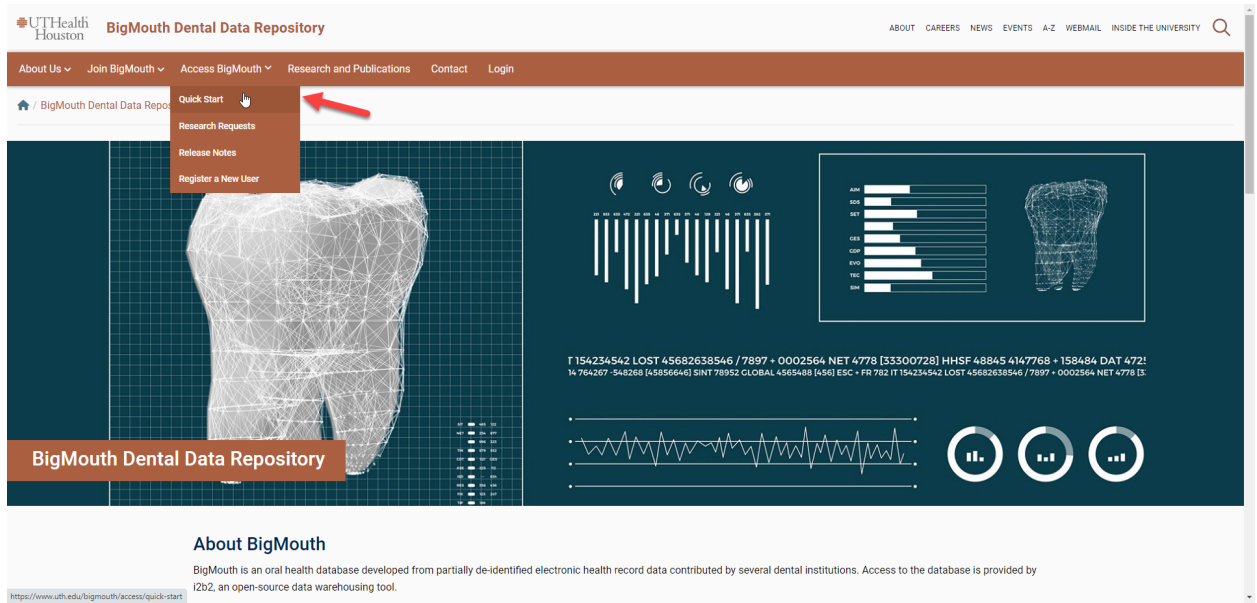 UTHealth
Houston
BigMouth Dental Data Repository
ABOUT CAREERS NEWS EVENTS A-Z WEBMAIL INSIDE THE UNIVERSITY
About Us Join BigMouth Access BigMouth Research and Publications Contact Login
/ BigMouth Dental Data Repos
Quick Start
Research Requests
Release Notes
Register a New User
AIM
SDS
SET
GES
COP
EVO
TEC
SIM
T 154234542 LOST 45682638546 / 7897 + 0002564 NET 4778 [33300728] HHSF 48845 4147768 + 158484 DAT 472
14 764267 -548268 [45856646] SINT 78952 GLOBAL 4565488 [456] ESC + FR 782 IT 154234542 LOST 45682638546 / 7897 + 0002564 NET 4778 [3
BigMouth Dental Data Repository
About BigMouth
BigMouth is an oral health database developed from partially de-identified electronic health record data contributed by several dental institutions. Access to the database is provided by
i2b2, an open-source data warehousing tool.
https://www.uth.edu/bigmouth/access/quick-start